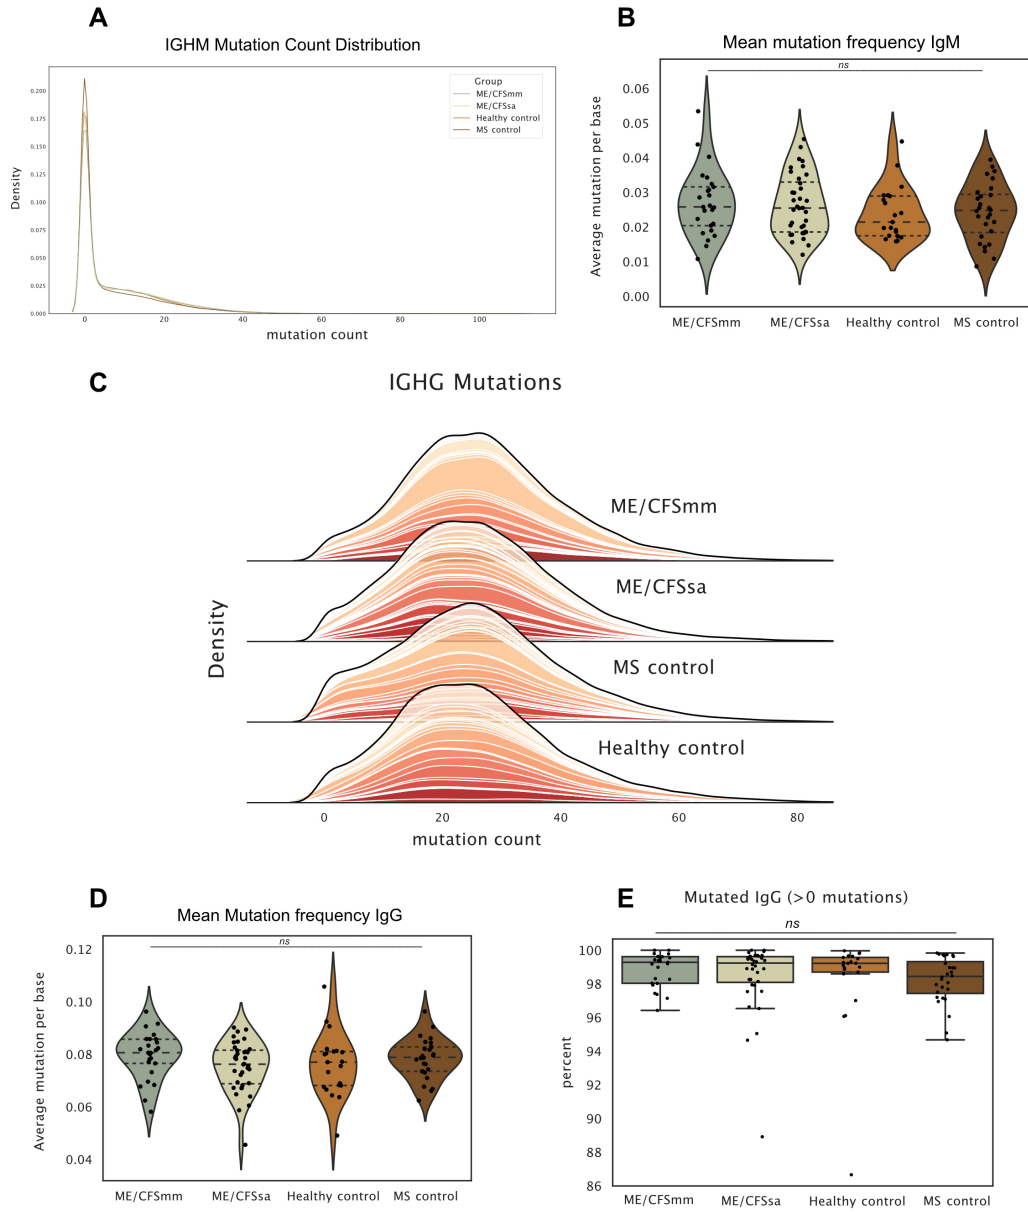 A
IGHM Mutation Count Distribution
Group
ME/CFSmm
ME/CFSsa
Healthy control
MS control
0.200
0.175
0.150
0.125
0.100
0.075
0.050
0.025
0.000
Density
0
20
40
60
80
100
mutation count
B
Mean mutation frequency IgM
ns
0.06
0.05
0.04
0.03
0.02
0.01
0.00
Average mutation per base
ME/CFSmm
ME/CFSsa
Healthy control
MS control
C
IGHG Mutations
ME/CFSmm
ME/CFSsa
MS control
Healthy control
Density
0
20
40
60
80
mutation count
D
Mean Mutation frequency IgG
ns
0.12
0.10
0.08
0.06
0.04
Average mutation per base
ME/CFSmm
ME/CFSsa
Healthy control
MS control
E
Mutated IgG (>0 mutations)
ns
100
98
96
94
92
90
88
86
percent
ME/CFSmm
ME/CFSsa
Healthy control
MS control